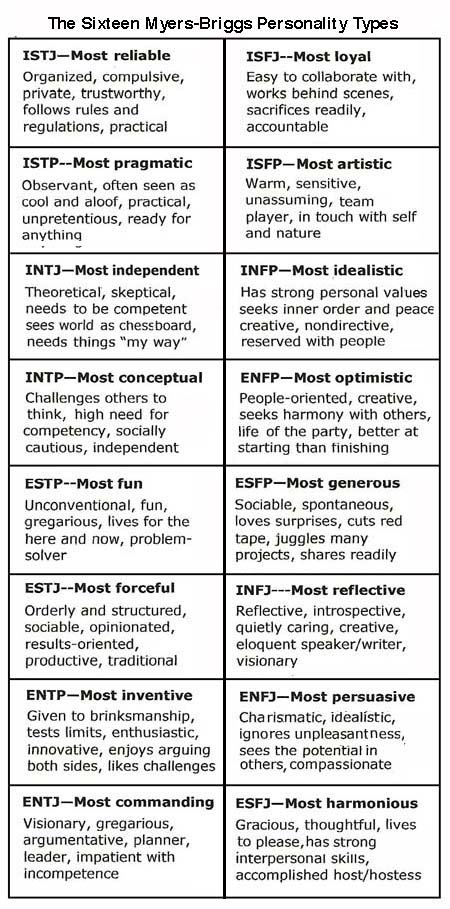 The Sixteen Myers-Briggs Personality Types
ISTJ—Most reliable
Organized, compulsive,
private, trustworthy,
follows rules and
regulations, practical
ISFJ--Most loyal
Easy to collaborate with,
works behind scenes,
sacrifices readily,
accountable
ISTP--Most pragmatic
Observant, often seen as
cool and aloof, practical,
unpretentious, ready for
anything
ISFP—Most artistic
Warm, sensitive,
unassuming, team
player, in touch with self
and nature
INTJ—Most independent
Theoretical, skeptical,
needs to be competent
sees world as chessboard,
needs things "my way"
INFP—Most idealistic
Has strong personal values
seeks inner order and peace
creative, nondirective,
reserved with people
INTP—Most conceptual
Challenges others to
think, high need for
competency, socially
cautious, independent
ENFP—Most optimistic
People-oriented, creative,
seeks harmony with others,
life of the party, better at
starting than finishing
ESTP--Most fun
Unconventional, fun,
gregarious, lives for the
here and now, problem-
solver
ESFP—Most generous
Sociable, spontaneous,
loves surprises, cuts red
tape, juggles many
projects, shares readily
ESTJ--Most forceful
Orderly and structured,
sociable, opinionated,
results-oriented,
productive, traditional
INFJ---Most reflective
Reflective, introspective,
quietly caring, creative,
eloquent speaker/writer,
visionary
ENTP—Most inventive
Given to brinksmanship,
tests limits, enthusiastic,
innovative, enjoys arguing
both sides, likes challenges
ENFJ—Most persuasive
Charismatic, idealistic,
ignores unpleasantness,
sees the potential in
others, compassionate
ENTJ—Most commanding
Visionary, gregarious,
argumentative, planner,
leader, impatient with
incompetence
ESFJ—Most harmonious
Gracious, thoughtful, lives
to please,has strong
interpersonal skills,
accomplished host/hostess